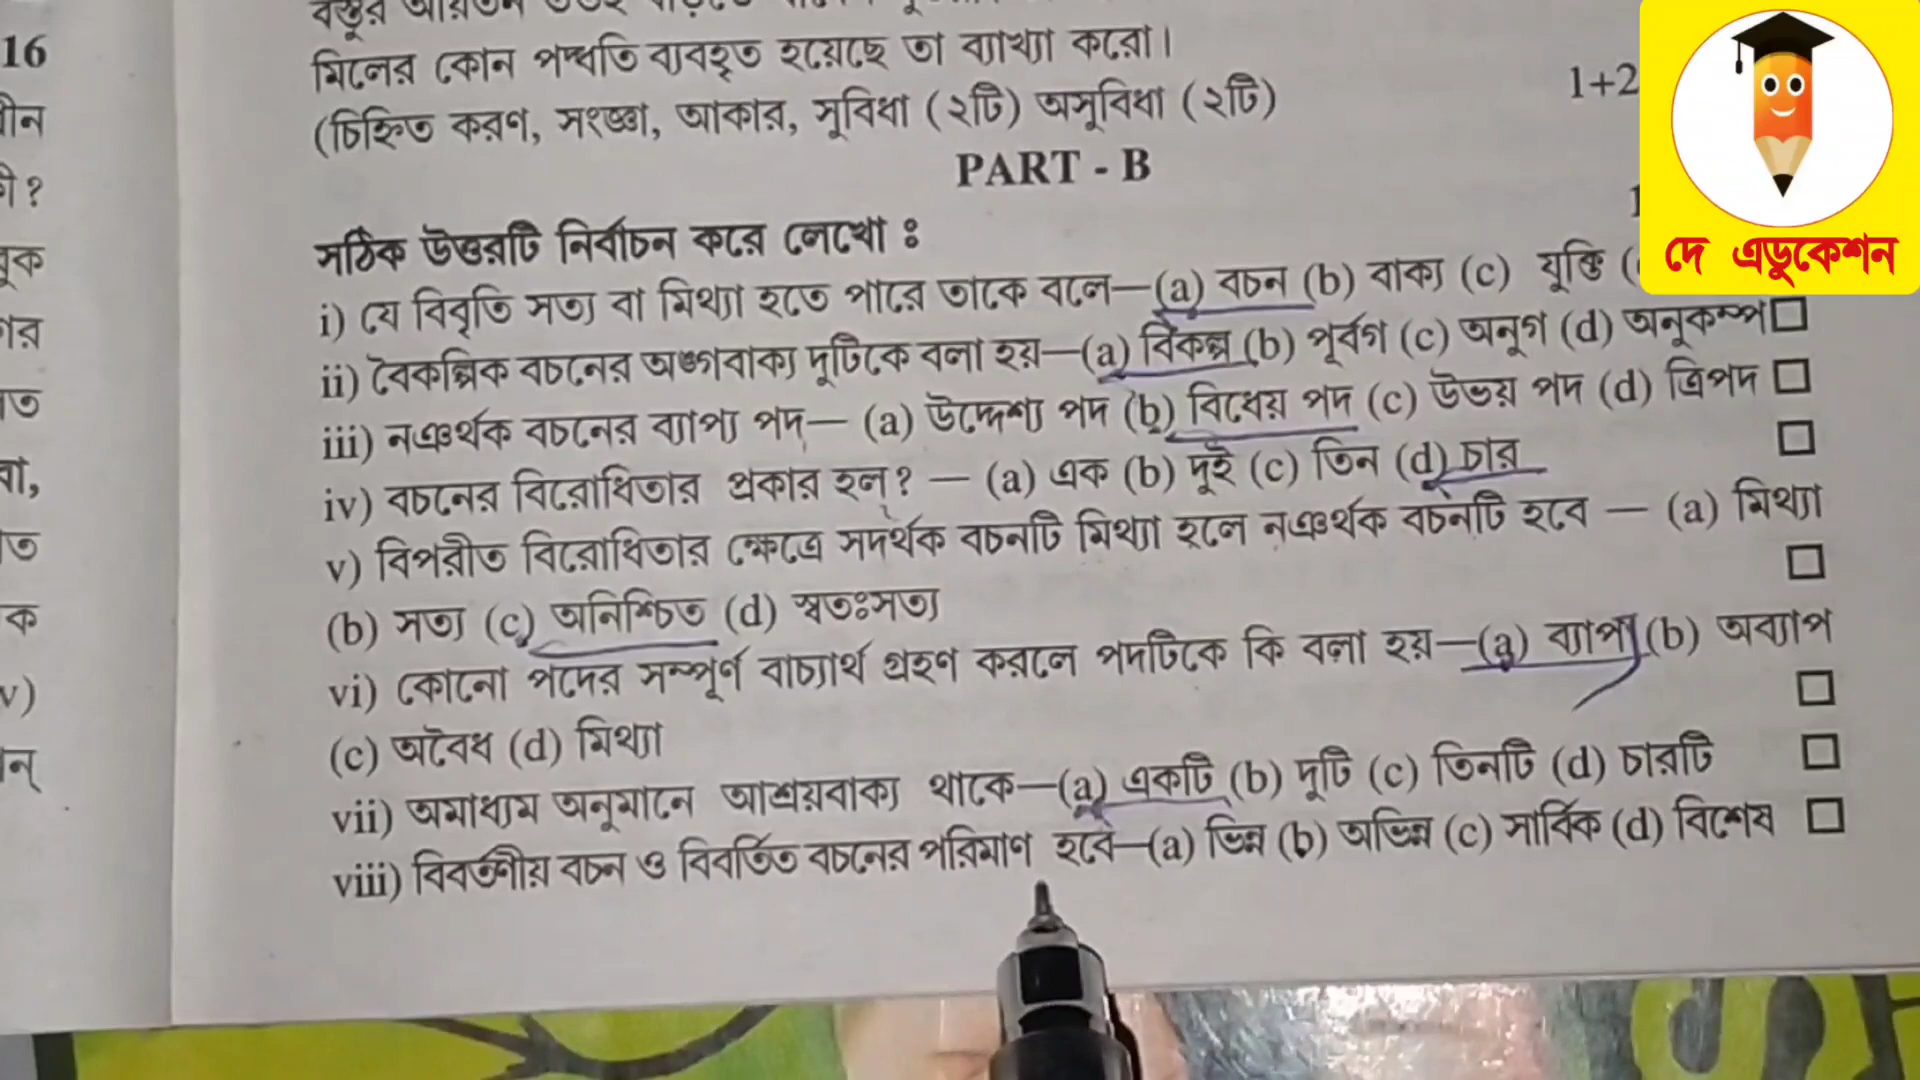 16
মিলের কোন পদ্ধতি ব্যবহৃত হয়েছে তা ব্যাখ্যা করো।
1+2
(চিহ্নিত করণ, সংজ্ঞা, আকার, সুবিধা (২টি) অসুবিধা (২টি)
PART - B
সঠিক উত্তরটি নির্বাচন করে লেখো ঃ
i) যে বিবৃতি সত্য বা মিথ্যা হতে পারে তাকে বলে—(a) বচন (b) বাক্য (c) যুক্তি (
ii) বৈকল্পিক বচনের অঙ্গবাক্য দুটিকে বলা হয়—(a) বিকল্প (b) পূর্বগ (c) অনুগ (d) অনুকম্প
iii) নঞর্থক বচনের ব্যাপ্য পদ— (a) উদ্দেশ্য পদ (b) বিধেয় পদ (c) উভয় পদ (d) ত্রিপদ
iv) বচনের বিরোধিতার প্রকার হল? — (a) এক (b) দুই (c) তিন (d) চার
v) বিপরীত বিরোধিতার ক্ষেত্রে সদর্থক বচনটি মিথ্যা হলে নঞর্থক বচনটি হবে — (a) মিথ্যা
(b) সত্য (c) অনিশ্চিত (d) স্বতঃসত্য
vi) কোনো পদের সম্পূর্ণ বাচ্যার্থ গ্রহণ করলে পদটিকে কি বলা হয়—(a) ব্যাপ্য (b) অব্যাপ
(c) অবৈধ (d) মিথ্যা
vii) অমাধ্যম অনুমানে আশ্রয়বাক্য থাকে—(a) একটি (b) দুটি (c) তিনটি (d) চারটি
viii) বিবর্তনীয় বচন ও বিবর্তিত বচনের পরিমাণ হবে—(a) ভিন্ন (b) অভিন্ন (c) সার্বিক (d) বিশেষ
দে এডুকেশন